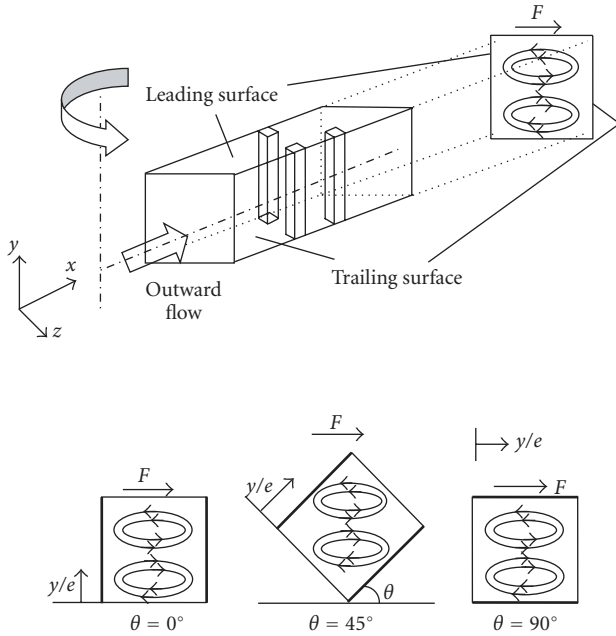 F
Leading surface
y
x
z
Outward
flow
Trailing surface
F
y/e
θ = 0°
F
y/e
θ
θ = 45°
y/e
F
θ = 90°